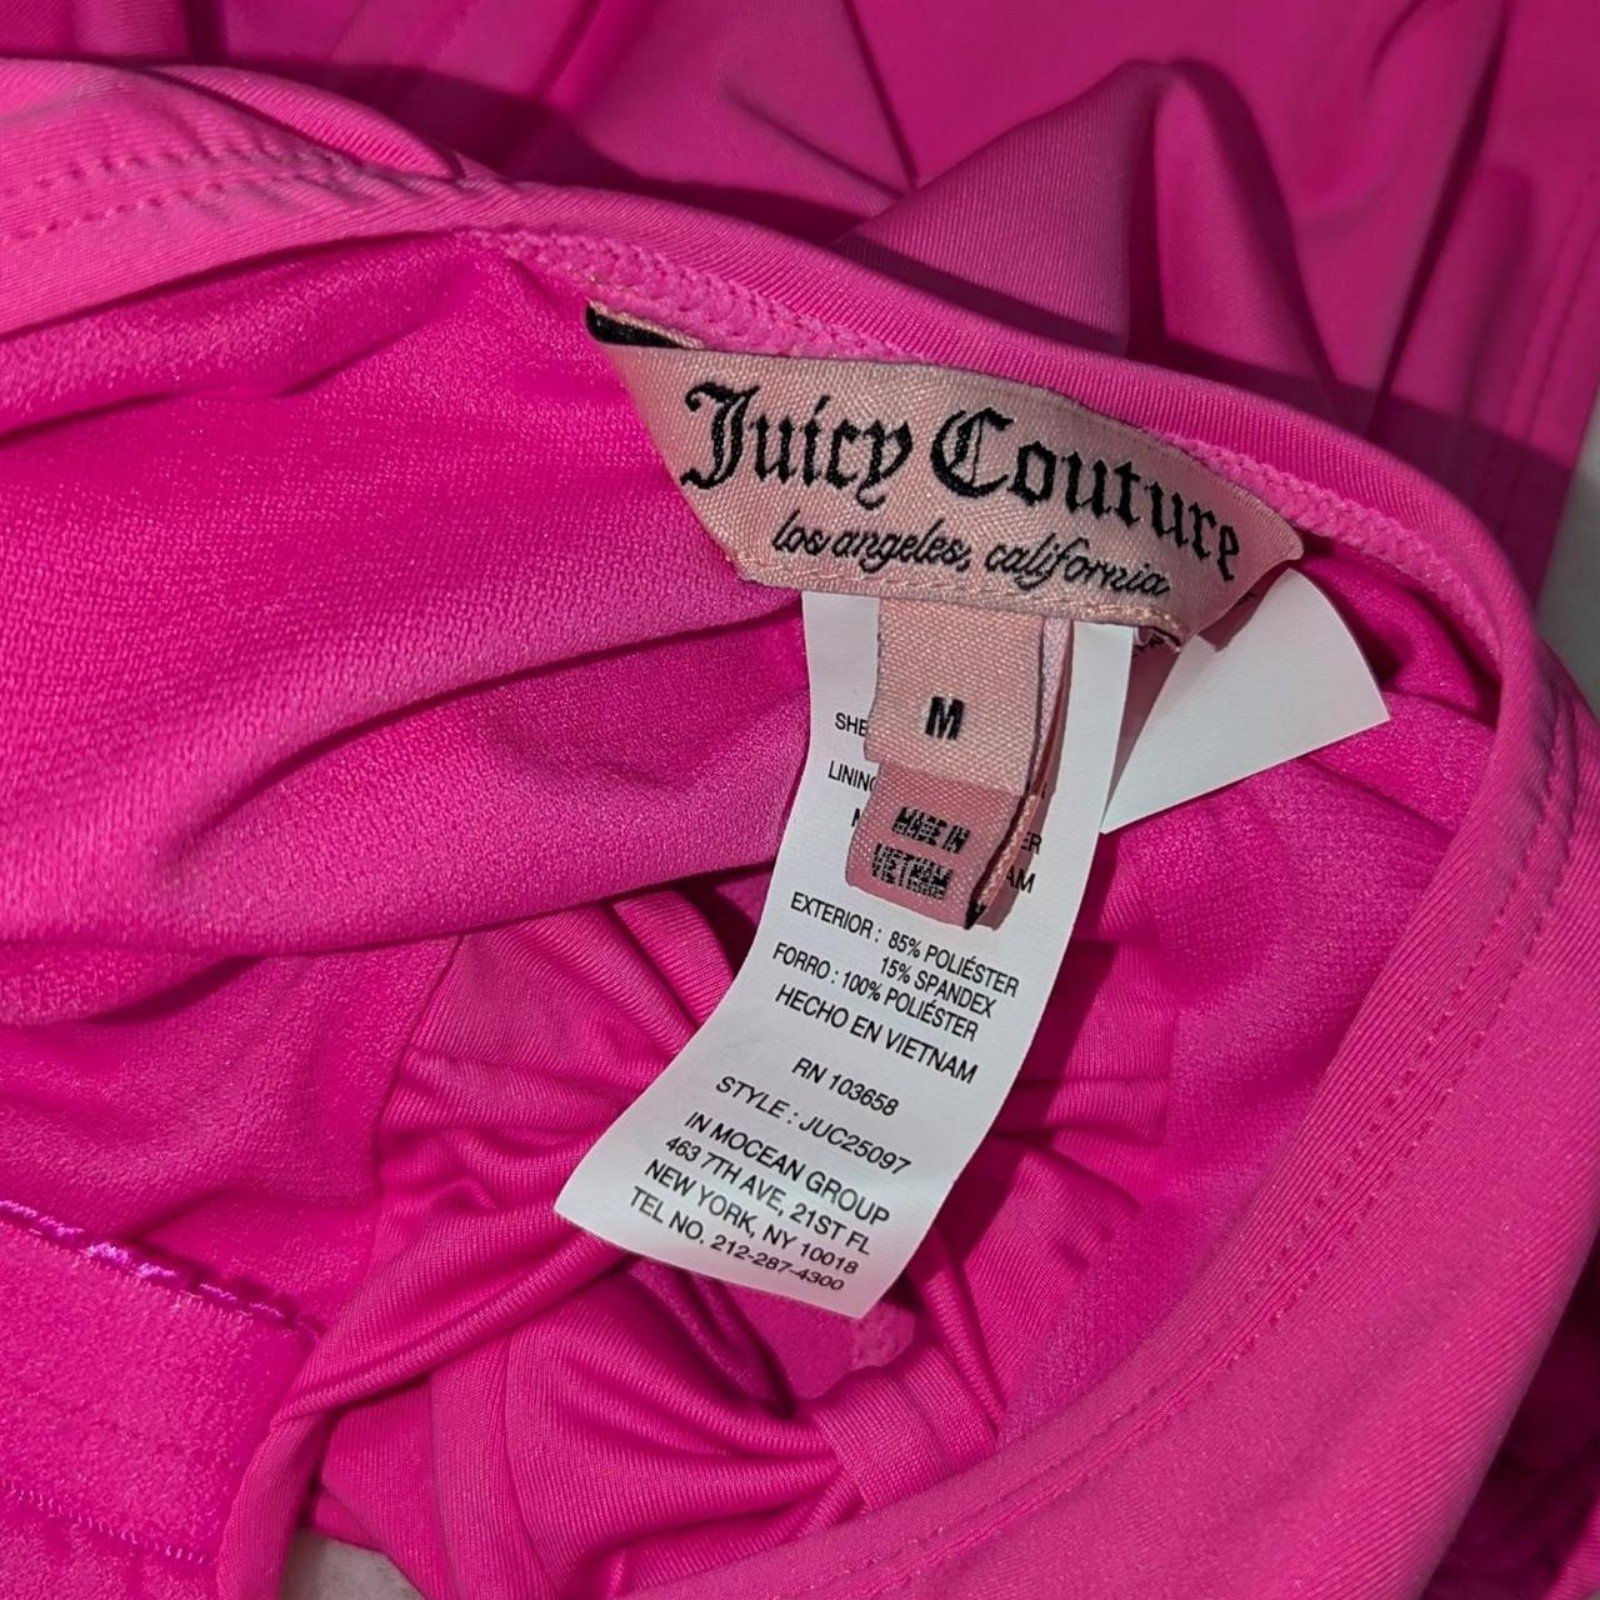 Juicy Couture
los angeles, california
M
MADE IN
VIETNAM
EXTERIOR : 85% POLIÉSTER
15% SPANDEX
FORRO : 100% POLIÉSTER
HECHO EN VIETNAM
RN 103658
STYLE : JUC25097
IN MOCEAN GROUP
463 7TH AVE, 21ST FL
NEW YORK, NY 10018
TEL NO. 212-287-4300